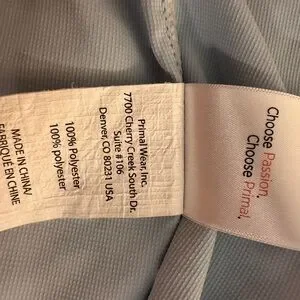 Primal Wear, Inc.
7700 Cherry Creek South Dr.
Suite #106
Denver, CO 80231 USA
100% Polyester
100% polyester
MADE IN CHINA/
FABRIQUÉ EN CHINE
Choose Passion.
Choose Primal.